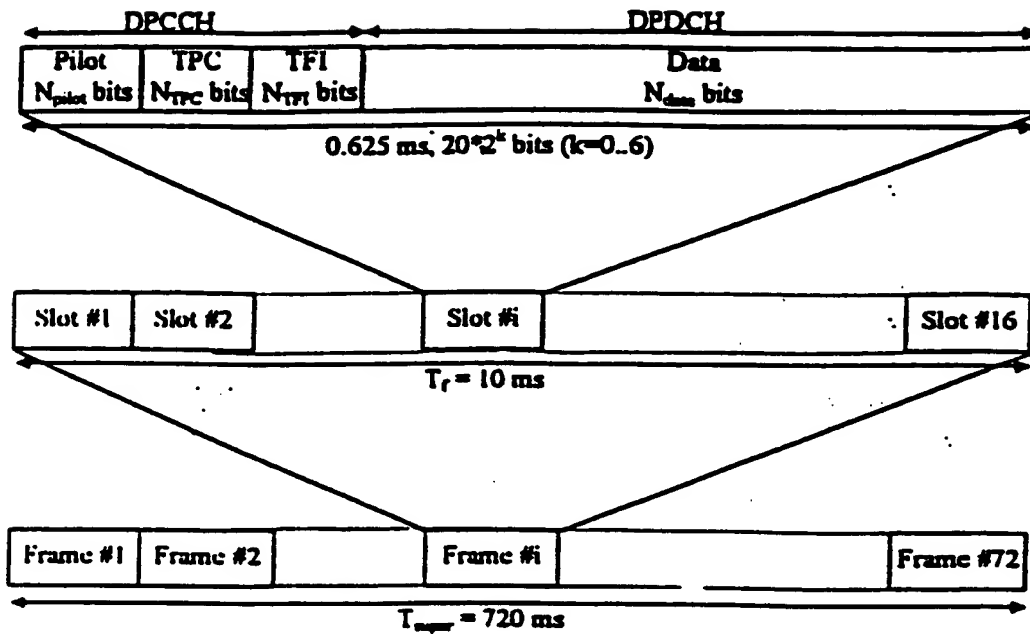 DPCCH DPDCH
Pilot TPC TFI Data
N_pilot bits N_TPC bits N_TFI bits N_data bits
0.625 ms, 20*2^k bits (k=0..6)
Slot #1 Slot #2 Slot #i Slot #16
T_f = 10 ms
Frame #1 Frame #2 Frame #i Frame #72
T_super = 720 ms